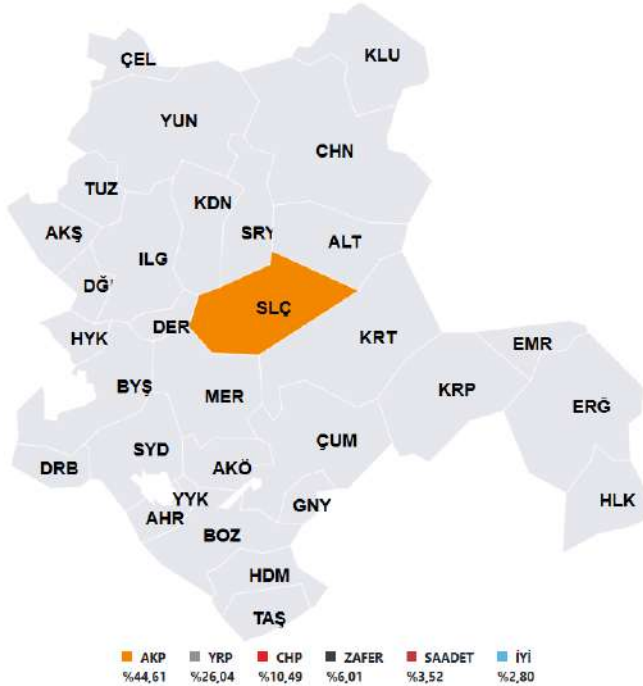 KLU
ÇEL
YUN
CHN
TUZ
KDN
AKŞ
SRY
ALT
ILG
DĞ'
SLÇ
DER
HYK
KRT
EMR
BYŞ
KRP
MER
ERĞ
SYD
ÇUM
DRB
AKÖ
YYK
GNY
HLK
AHR
BOZ
HDM
TAŞ
AKP YRP CHP ZAFER SAADET İYİ
%44,61 %26,04 %10,49 %6,01 %3,52 %2,80